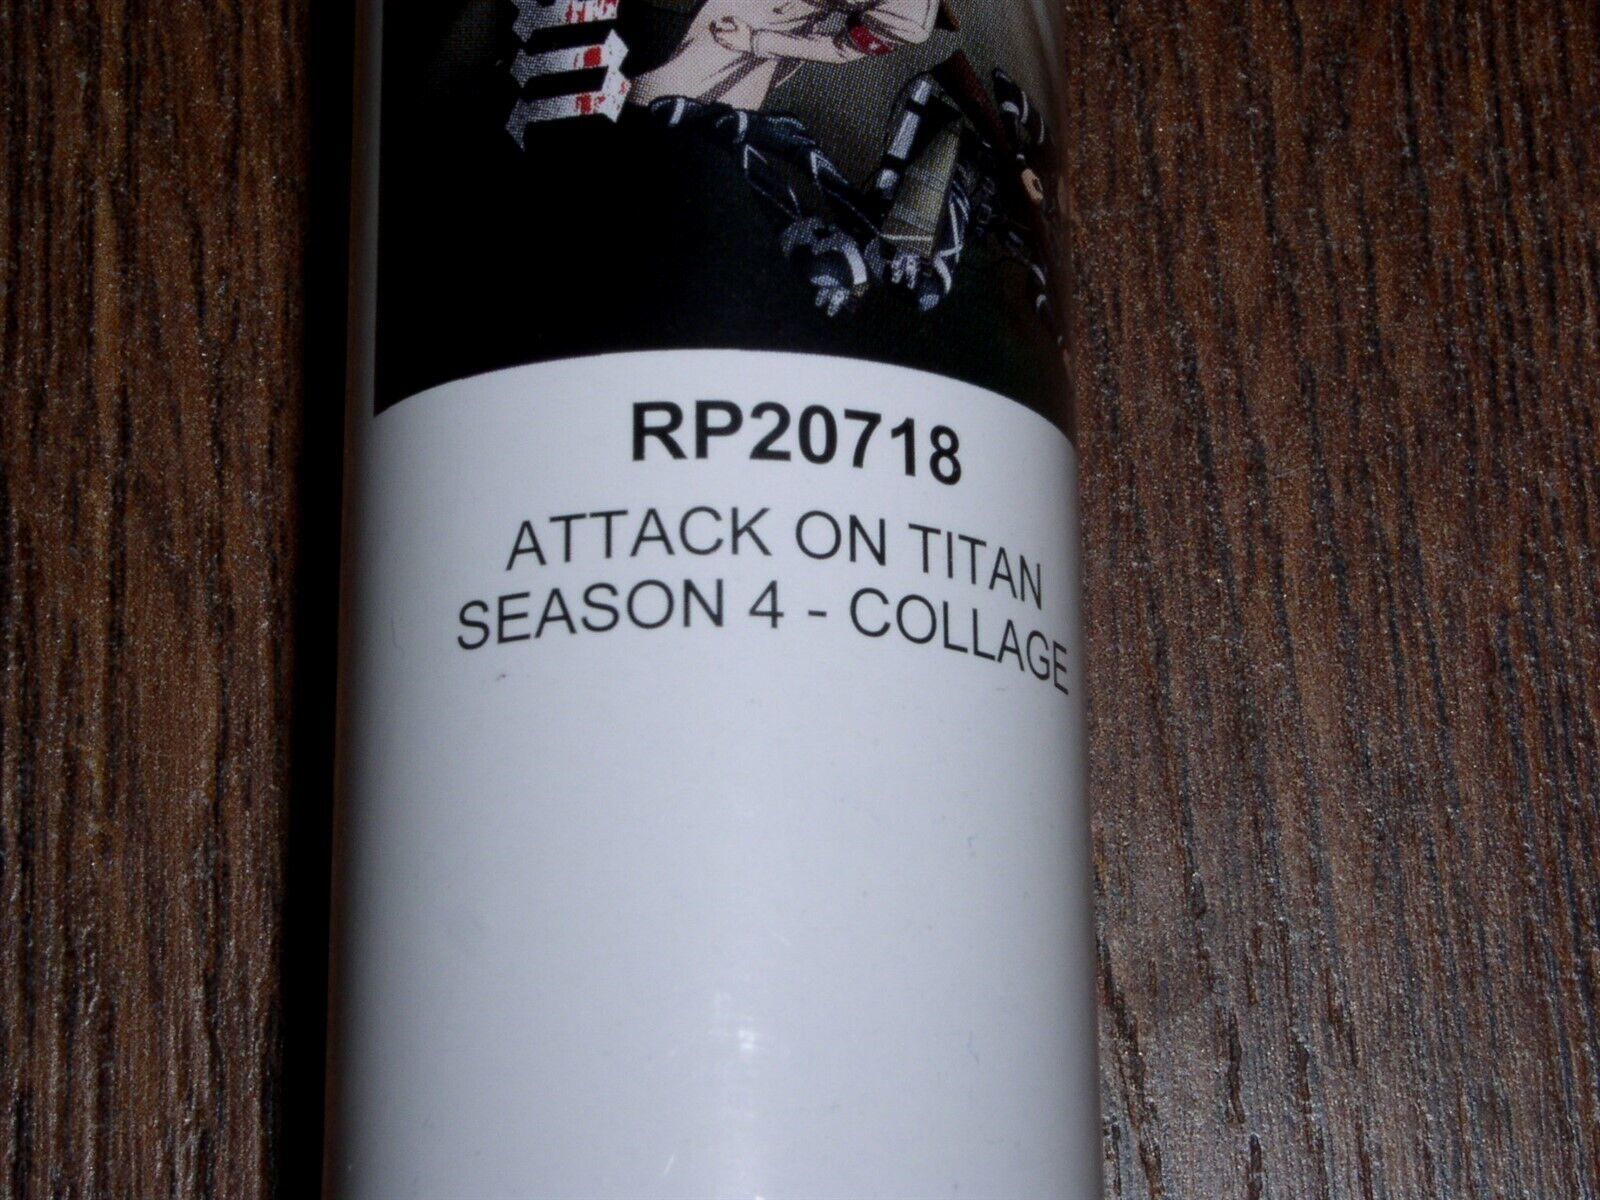 RP20718
ATTACK ON TITAN
SEASON 4 - COLLAGE